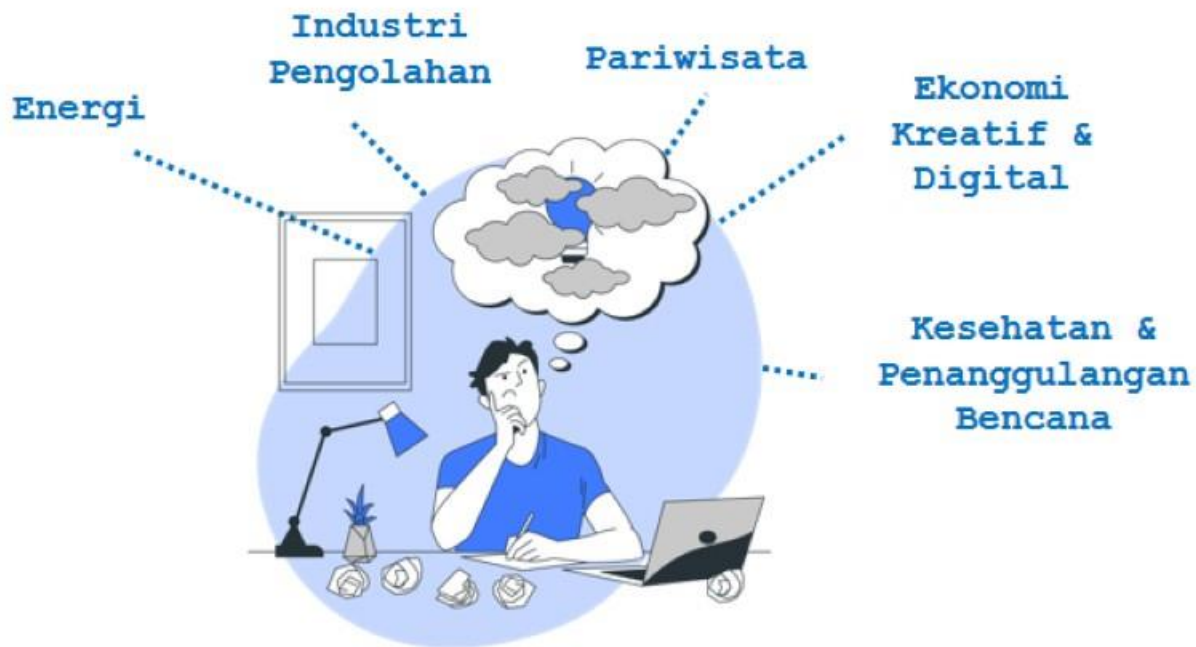 Industri
Pengolahan
Pariwisata
Energi
Ekonomi
Kreatif &
Digital
Kesehatan &
Penanggulangan
Bencana